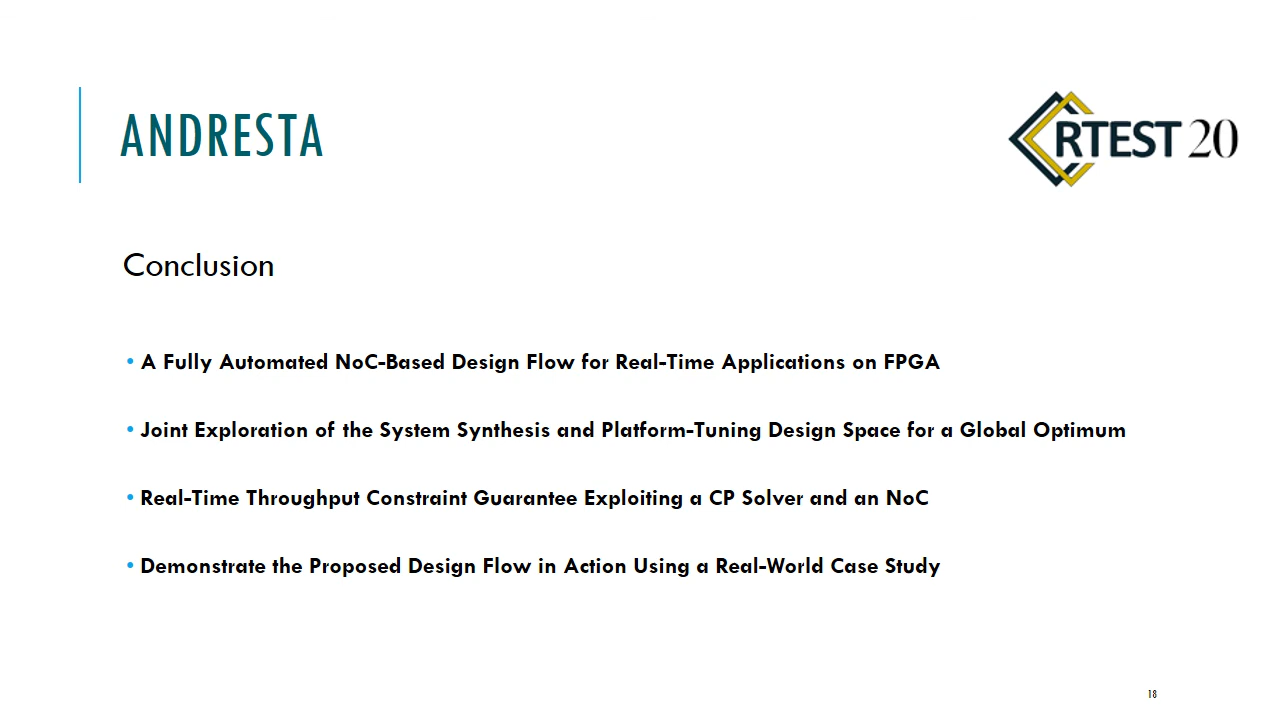 ANDRESTA
RTEST 20
Conclusion
• A Fully Automated NoC-Based Design Flow for Real-Time Applications on FPGA
• Joint Exploration of the System Synthesis and Platform-Tuning Design Space for a Global Optimum
• Real-Time Throughput Constraint Guarantee Exploiting a CP Solver and an NoC
• Demonstrate the Proposed Design Flow in Action Using a Real-World Case Study
18